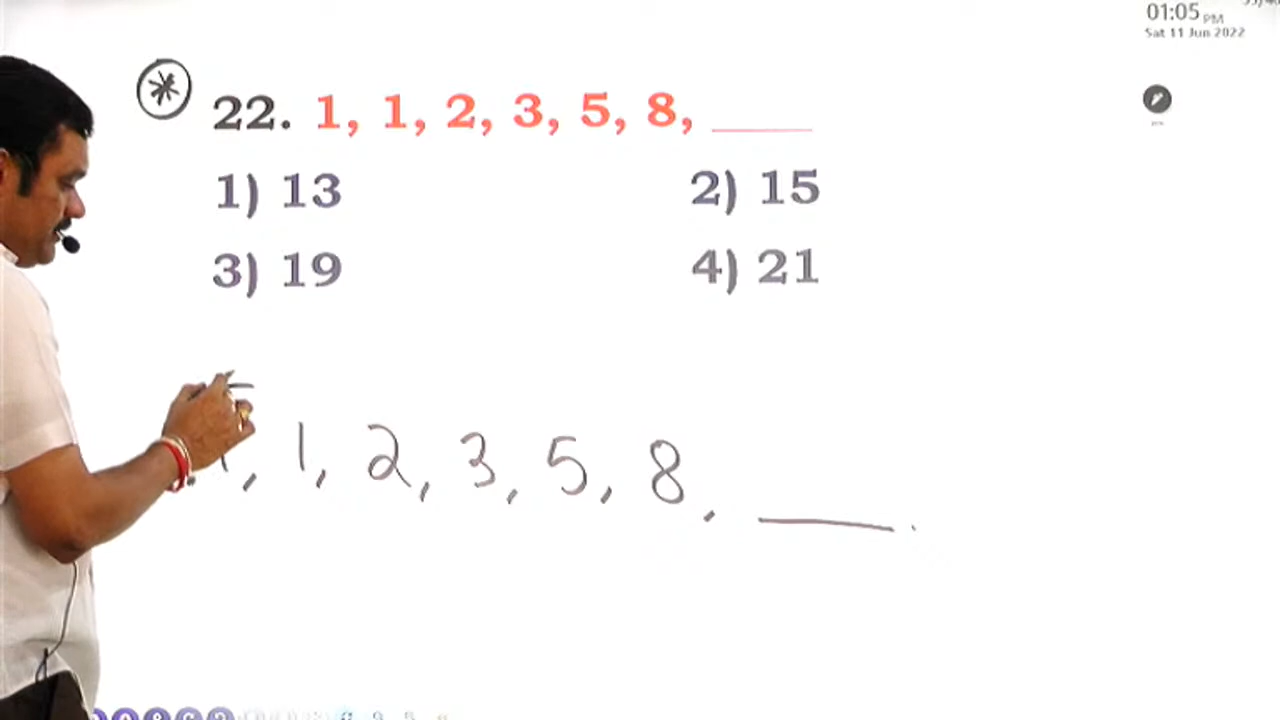 01:05 PM
Sat 11 Jun 2022
22. 1, 1, 2, 3, 5, 8, ____
1) 13 2) 15
3) 19 4) 21
1, 1, 2, 3, 5, 8, ____.